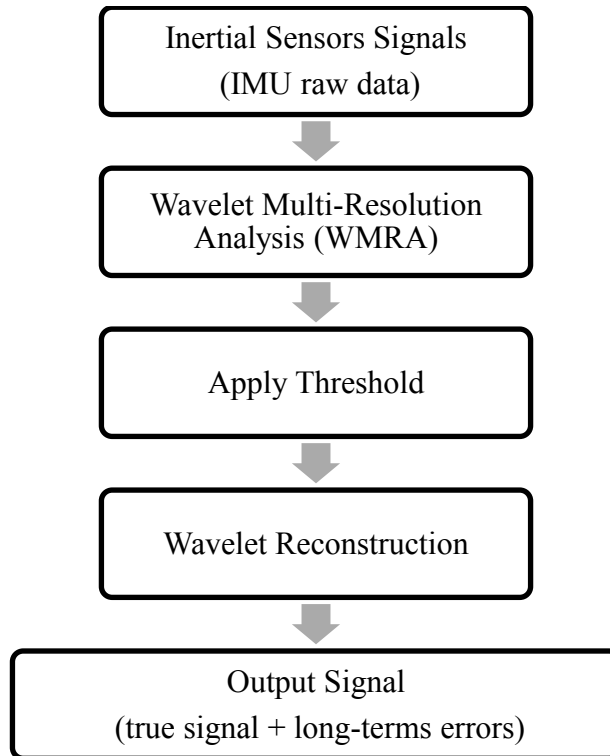 Inertial Sensors Signals
(IMU raw data)
Wavelet Multi-Resolution
Analysis (WMRA)
Apply Threshold
Wavelet Reconstruction
Output Signal
(true signal + long-terms errors)